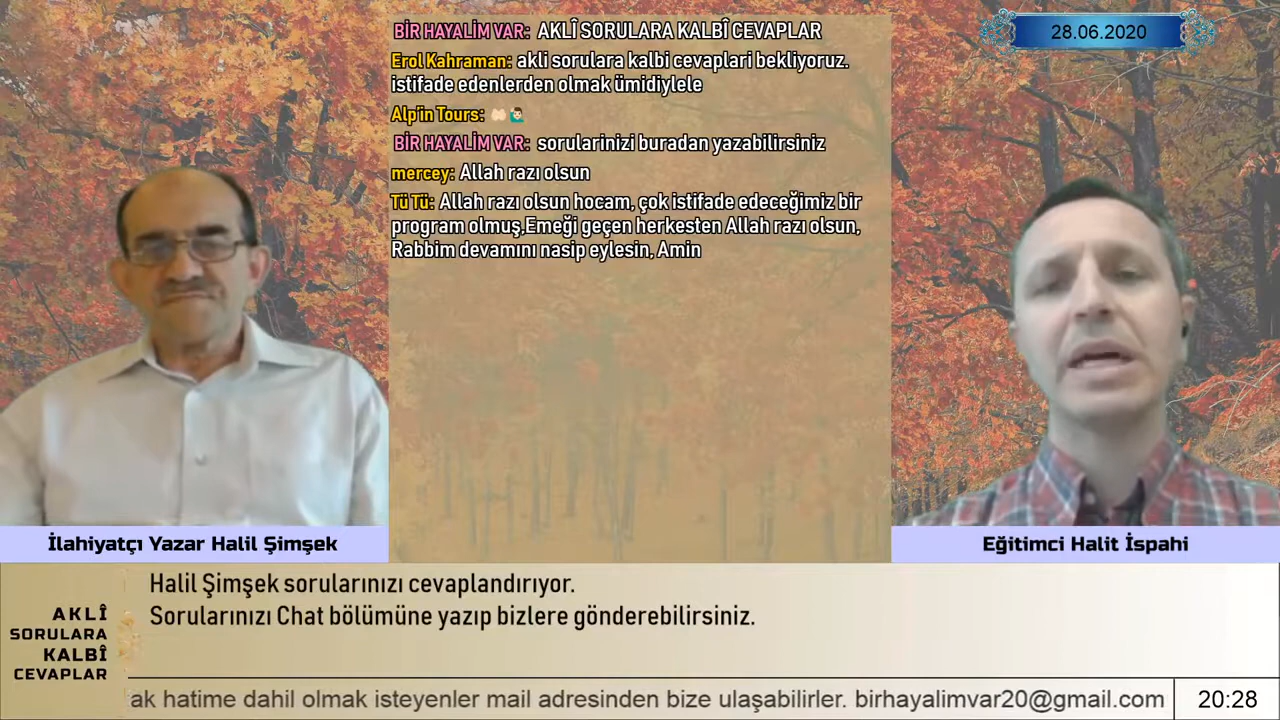 28.06.2020
BİR HAYALİM VAR: AKLÎ SORULARA KALBÎ CEVAPLAR
Erol Kahraman: akli sorulara kalbi cevaplari bekliyoruz.
istifade edenlerden olmak ümidiylele
Alp'in Tours: 🤲🏻 🙋🏻‍♂️
BİR HAYALİM VAR: sorularinizi buradan yazabilirsiniz
mercey: Allah razı olsun
Tü Tü: Allah razı olsun hocam, çok istifade edeceğimiz bir
program olmuş,Emeği geçen herkesten Allah razı olsun,
Rabbim devamını nasip eylesin, Amin
İlahiyatçı Yazar Halil Şimşek
Eğitimci Halit İspahi
AKLÎ
SORULARA
KALBÎ
CEVAPLAR
Halil Şimşek sorularınızı cevaplandırıyor.
Sorularınızı Chat bölümüne yazıp bizlere gönderebilirsiniz.
ak hatime dahil olmak isteyenler mail adresinden bize ulaşabilirler. birhayalimvar20@gmail.com
20:28